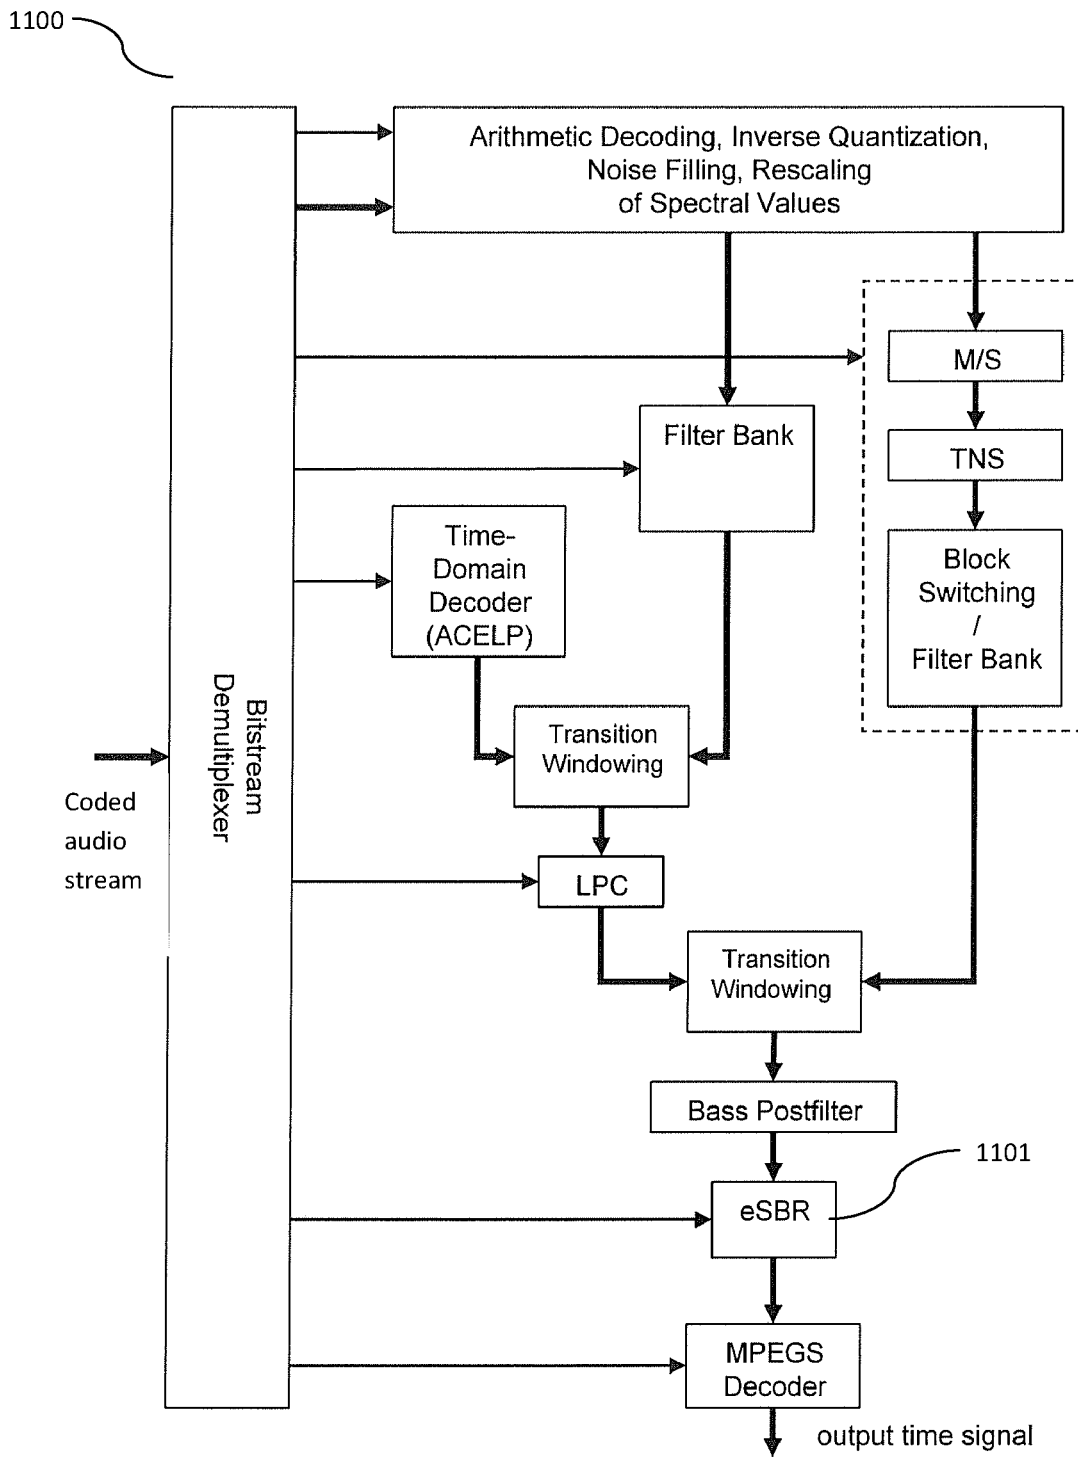 1100
Arithmetic Decoding, Inverse Quantization,
Noise Filling, Rescaling
of Spectral Values
M/S
Filter Bank
TNS
Time-
Domain
Decoder
(ACELP)
Block
Switching
/
Filter Bank
Bitstream
Demultiplexer
Transition
Windowing
Coded
audio
stream
LPC
Transition
Windowing
Bass Postfilter
1101
eSBR
MPEGS
Decoder
output time signal